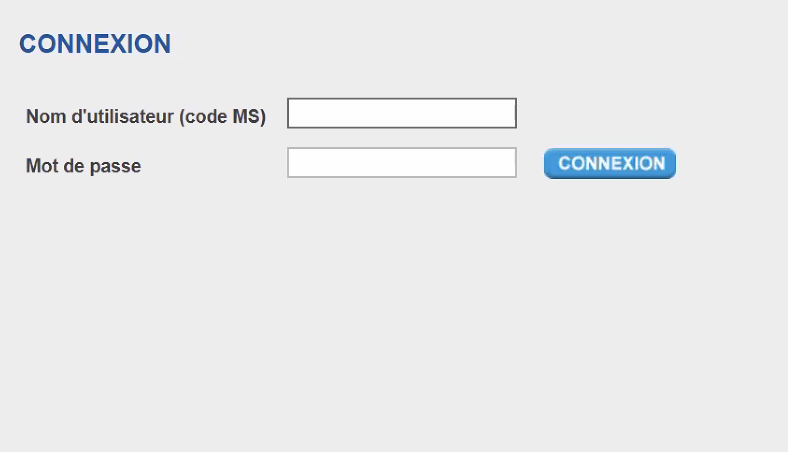 CONNEXION
Nom d'utilisateur (code MS)
Mot de passe
CONNEXION